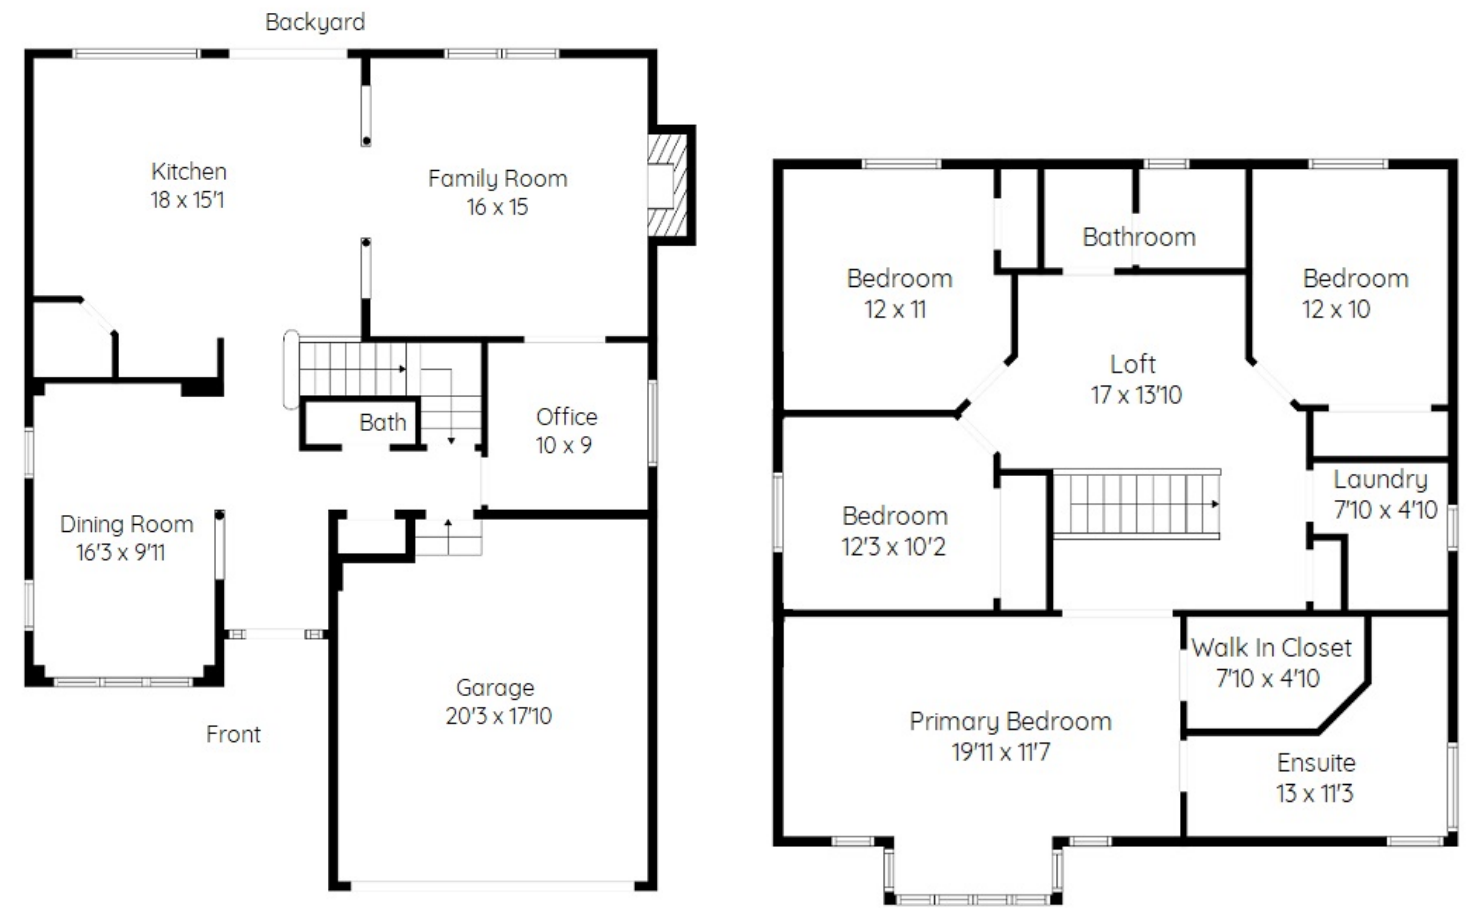 Backyard
Kitchen
18 x 15'1
Family Room
16 x 15
Bath
Office
10 x 9
Dining Room
16'3 x 9'11
Garage
20'3 x 17'10
Front
Bedroom
12 x 11
Bathroom
Bedroom
12 x 10
Loft
17 x 13'10
Bedroom
12'3 x 10'2
Laundry
7'10 x 4'10
Walk In Closet
7'10 x 4'10
Primary Bedroom
19'11 x 11'7
Ensuite
13 x 11'3